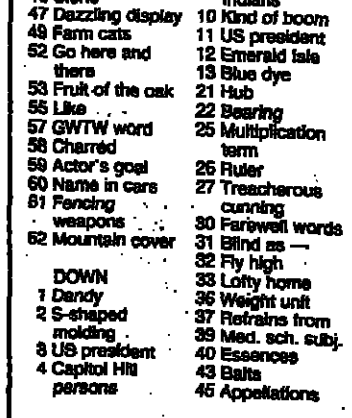 47 Dazzling display
49 Farm cats
52 Go here and
there
53 Fruit of the oak
55 Like
57 GWTW word
58 Charred
59 Actor's goal
60 Name in cars
61 Fencing
weapons
62 Mountain cover
DOWN
1 Dandy
2 S-shaped
molding
3 US president
4 Capitol Hill
persons
Indians
10 Kind of boom
11 US president
12 Emerald Isle
13 Blue dye
21 Hub
22 Bearing
25 Multiplication
term
26 Ruler
27 Treacherous
cunning
30 Farewell words
31 Blind as —
32 Fly high
33 Lofty home
36 Weight unit
37 Refrains from
39 Med. sch. subj.
40 Essences
43 Baits
45 Appellations